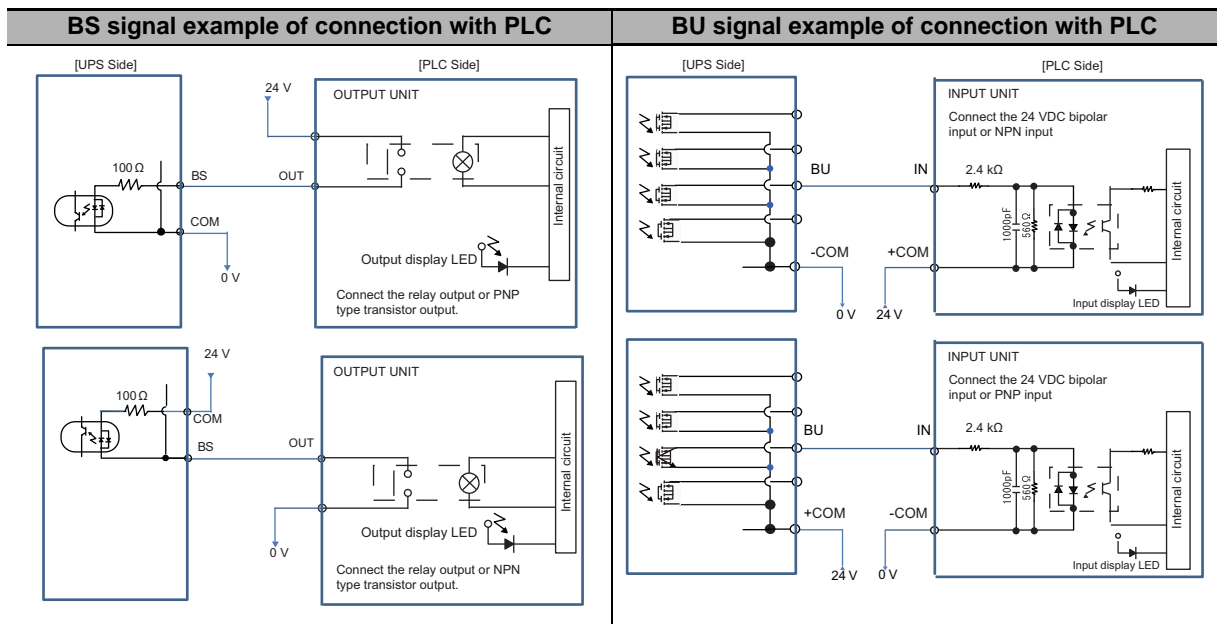 BS signal example of connection with PLC
BU signal example of connection with PLC
[UPS Side]
[PLC Side]
24 V
OUTPUT UNIT
100 Ω
BS
OUT
COM
0 V
Output display LED
Internal circuit
Connect the relay output or PNP
type transistor output.
24 V
OUTPUT UNIT
100 Ω
COM
BS
OUT
0 V
Output display LED
Internal circuit
Connect the relay output or NPN
type transistor output.
[UPS Side]
[PLC Side]
INPUT UNIT
Connect the 24 VDC bipolar
input or NPN input
BU
IN
2.4 kΩ
1000pF
560 Ω
Internal circuit
-COM
+COM
0 V
24 V
Input display LED
INPUT UNIT
Connect the 24 VDC bipolar
input or PNP input
BU
IN
2.4 kΩ
1000pF
560 Ω
Internal circuit
+COM
-COM
24 V
0 V
Input display LED